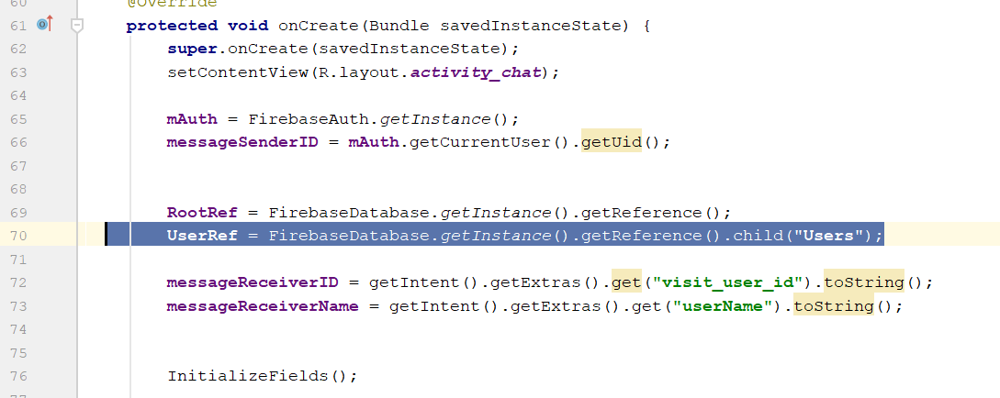 60 @Override
61 protected void onCreate(Bundle savedInstanceState) {
62 super.onCreate(savedInstanceState);
63 setContentView(R.layout.activity_chat);
64
65 mAuth = FirebaseAuth.getInstance();
66 messageSenderID = mAuth.getCurrentUser().getUid();
67
68
69 RootRef = FirebaseDatabase.getInstance().getReference();
70 UserRef = FirebaseDatabase.getInstance().getReference().child("Users");
71
72 messageReceiverID = getIntent().getExtras().get("visit_user_id").toString();
73 messageReceiverName = getIntent().getExtras().get("userName").toString();
74
75
76 InitializeFields();
77